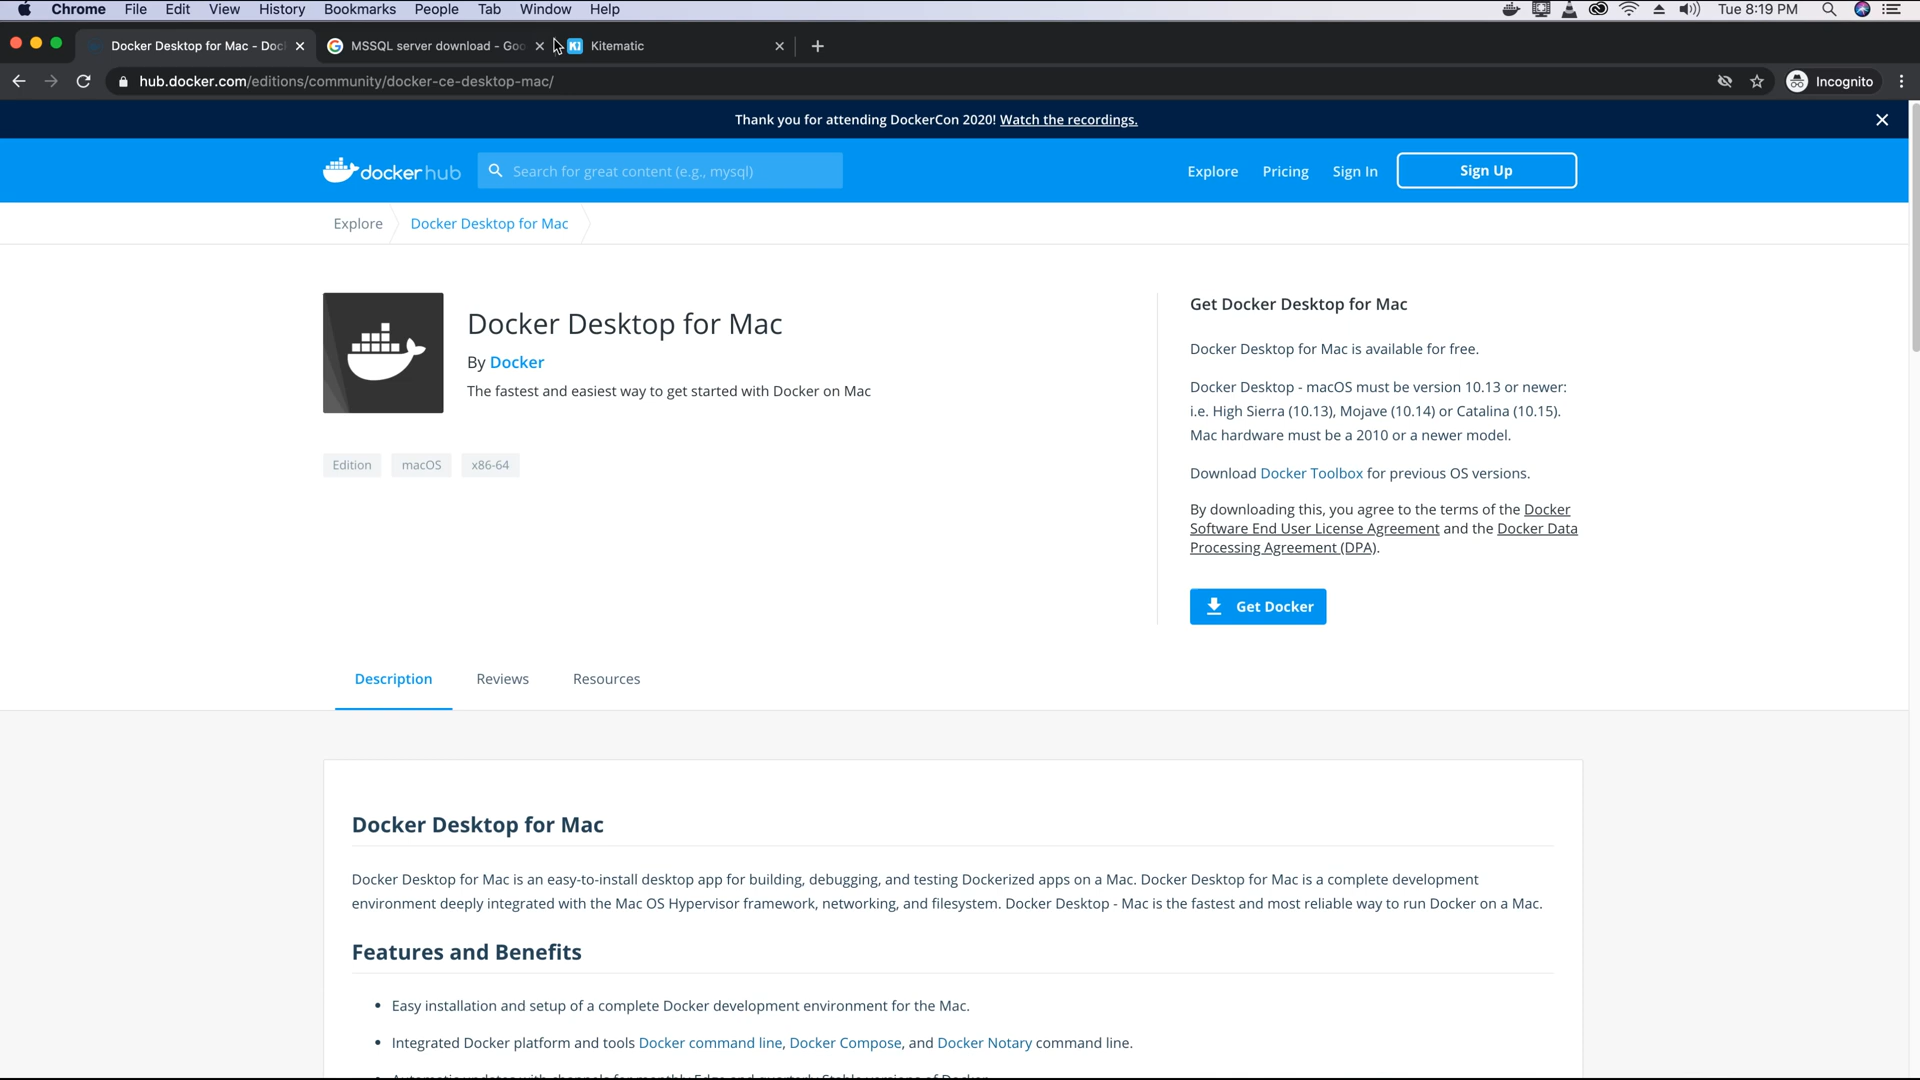 Chrome File Edit View History Bookmarks People Tab Window Help Tue 8:19 PM
Docker Desktop for Mac - Doc MSSQL server download - Goo Kitematic
hub.docker.com/editions/community/docker-ce-desktop-mac/ Incognito
Thank you for attending DockerCon 2020! Watch the recordings.
docker hub Search for great content (e.g., mysql) Explore Pricing Sign In Sign Up
Explore Docker Desktop for Mac
Docker Desktop for Mac
By Docker
The fastest and easiest way to get started with Docker on Mac
Edition macOS x86-64
Get Docker Desktop for Mac
Docker Desktop for Mac is available for free.
Docker Desktop - macOS must be version 10.13 or newer:
i.e. High Sierra (10.13), Mojave (10.14) or Catalina (10.15).
Mac hardware must be a 2010 or a newer model.
Download Docker Toolbox for previous OS versions.
By downloading this, you agree to the terms of the Docker
Software End User License Agreement and the Docker Data
Processing Agreement (DPA).
Get Docker
Description Reviews Resources
Docker Desktop for Mac
Docker Desktop for Mac is an easy-to-install desktop app for building, debugging, and testing Dockerized apps on a Mac. Docker Desktop for Mac is a complete development
environment deeply integrated with the Mac OS Hypervisor framework, networking, and filesystem. Docker Desktop - Mac is the fastest and most reliable way to run Docker on a Mac.
Features and Benefits
• Easy installation and setup of a complete Docker development environment for the Mac.
• Integrated Docker platform and tools Docker command line, Docker Compose, and Docker Notary command line.